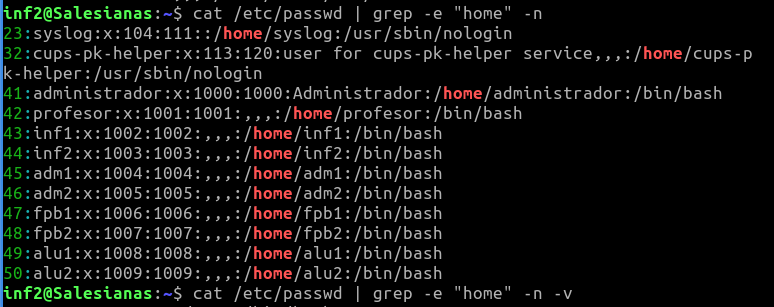 inf2@Salesianas:~$ cat /etc/passwd | grep -e "home" -n
23:syslog:x:104:111::/home/syslog:/usr/sbin/nologin
32:cups-pk-helper:x:113:120:user for cups-pk-helper service,,,:/home/cups-p
k-helper:/usr/sbin/nologin
41:administrador:x:1000:1000:Administrador:/home/administrador:/bin/bash
42:profesor:x:1001:1001:,,,:/home/profesor:/bin/bash
43:inf1:x:1002:1002:,,,:/home/inf1:/bin/bash
44:inf2:x:1003:1003:,,,:/home/inf2:/bin/bash
45:adm1:x:1004:1004:,,,:/home/adm1:/bin/bash
46:adm2:x:1005:1005:,,,:/home/adm2:/bin/bash
47:fpb1:x:1006:1006:,,,:/home/fpb1:/bin/bash
48:fpb2:x:1007:1007:,,,:/home/fpb2:/bin/bash
49:alu1:x:1008:1008:,,,:/home/alu1:/bin/bash
50:alu2:x:1009:1009:,,,:/home/alu2:/bin/bash
inf2@Salesianas:~$ cat /etc/passwd | grep -e "home" -n -v